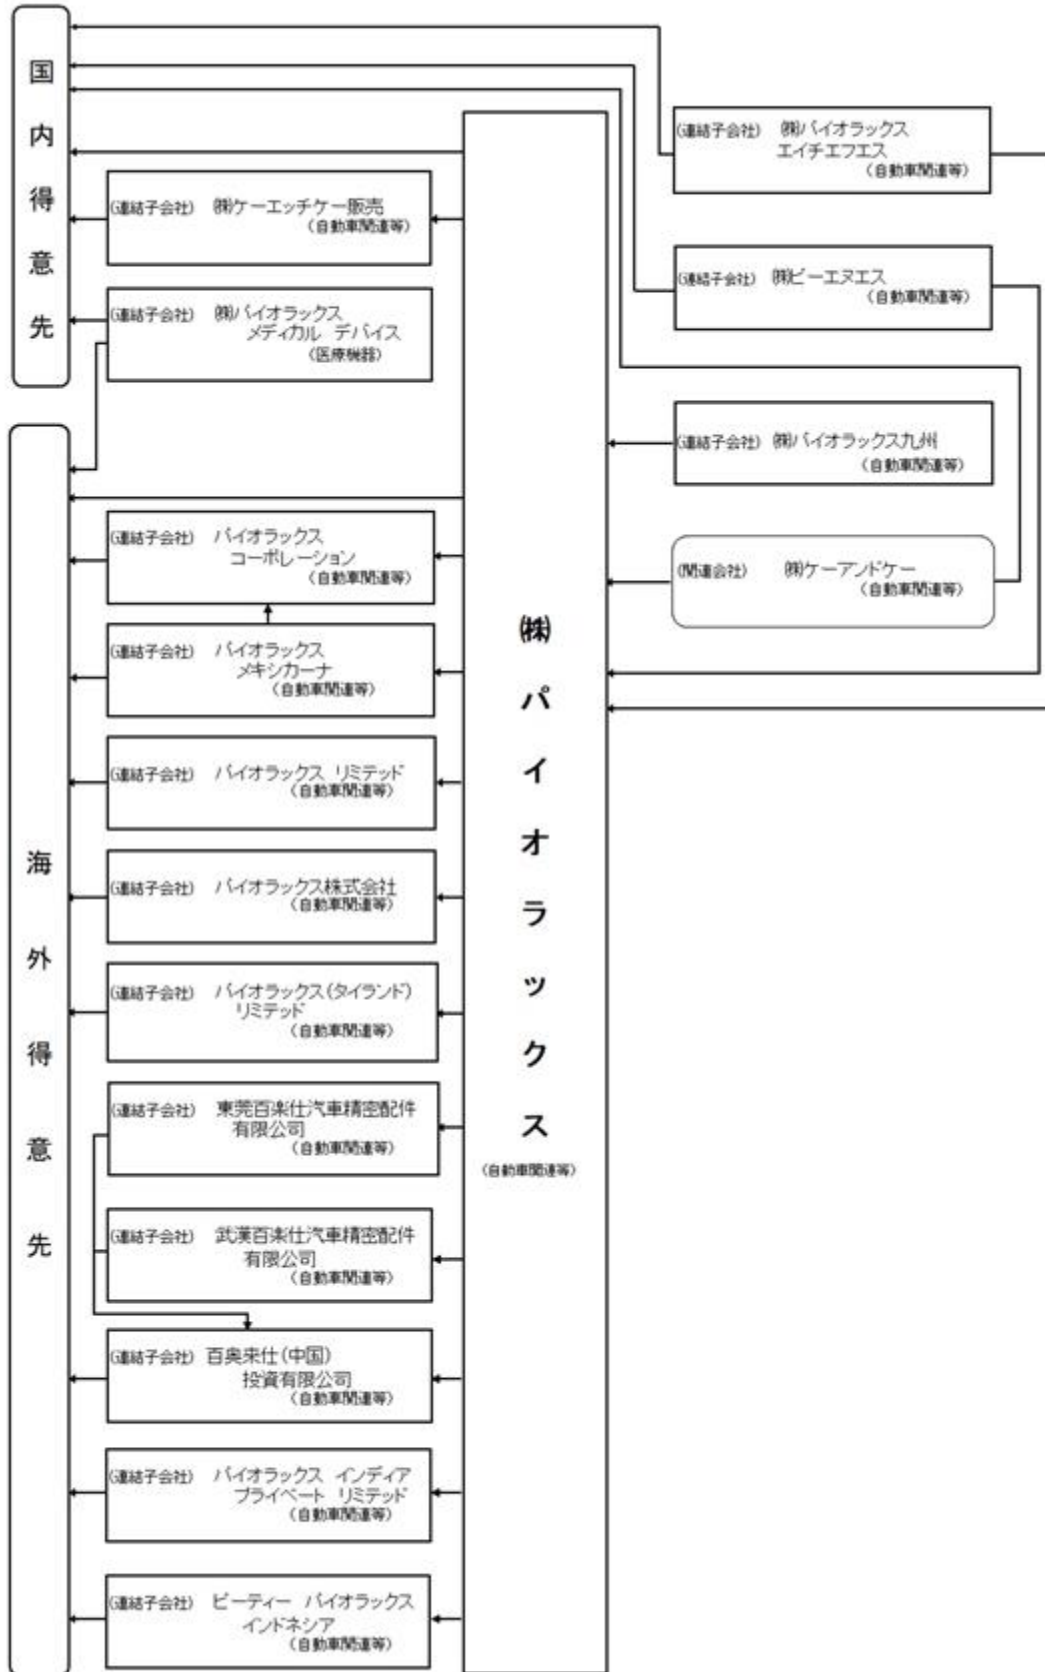 国内得意先
(連結子会社) ㈱ケーエッチケー販売
(自動車関連等)
(連結子会社) ㈱パイオラックス
メディカル デバイス
(医療機器)
海外得意先
(連結子会社) パイオラックス
コーポレーション
(自動車関連等)
(連結子会社) パイオラックス
メキシカーナ
(自動車関連等)
(連結子会社) パイオラックス リミテッド
(自動車関連等)
(連結子会社) パイオラックス株式会社
(自動車関連等)
(連結子会社) パイオラックス(タイランド)
リミテッド
(自動車関連等)
(連結子会社) 東莞百楽仕汽車精密配件
有限公司
(自動車関連等)
(連結子会社) 武漢百楽仕汽車精密配件
有限公司
(自動車関連等)
(連結子会社) 百奥来仕(中国)
投資有限公司
(自動車関連等)
(連結子会社) パイオラックス インディア
プライベート リミテッド
(自動車関連等)
(連結子会社) ピーティー パイオラックス
インドネシア
(自動車関連等)
㈱パイオラックス
(自動車関連等)
(連結子会社) ㈱パイオラックス
エイチエフエス
(自動車関連等)
(連結子会社) ㈱ピーエヌエス
(自動車関連等)
(連結子会社) ㈱パイオラックス九州
(自動車関連等)
(関連会社) ㈱ケーアンドケー
(自動車関連等)